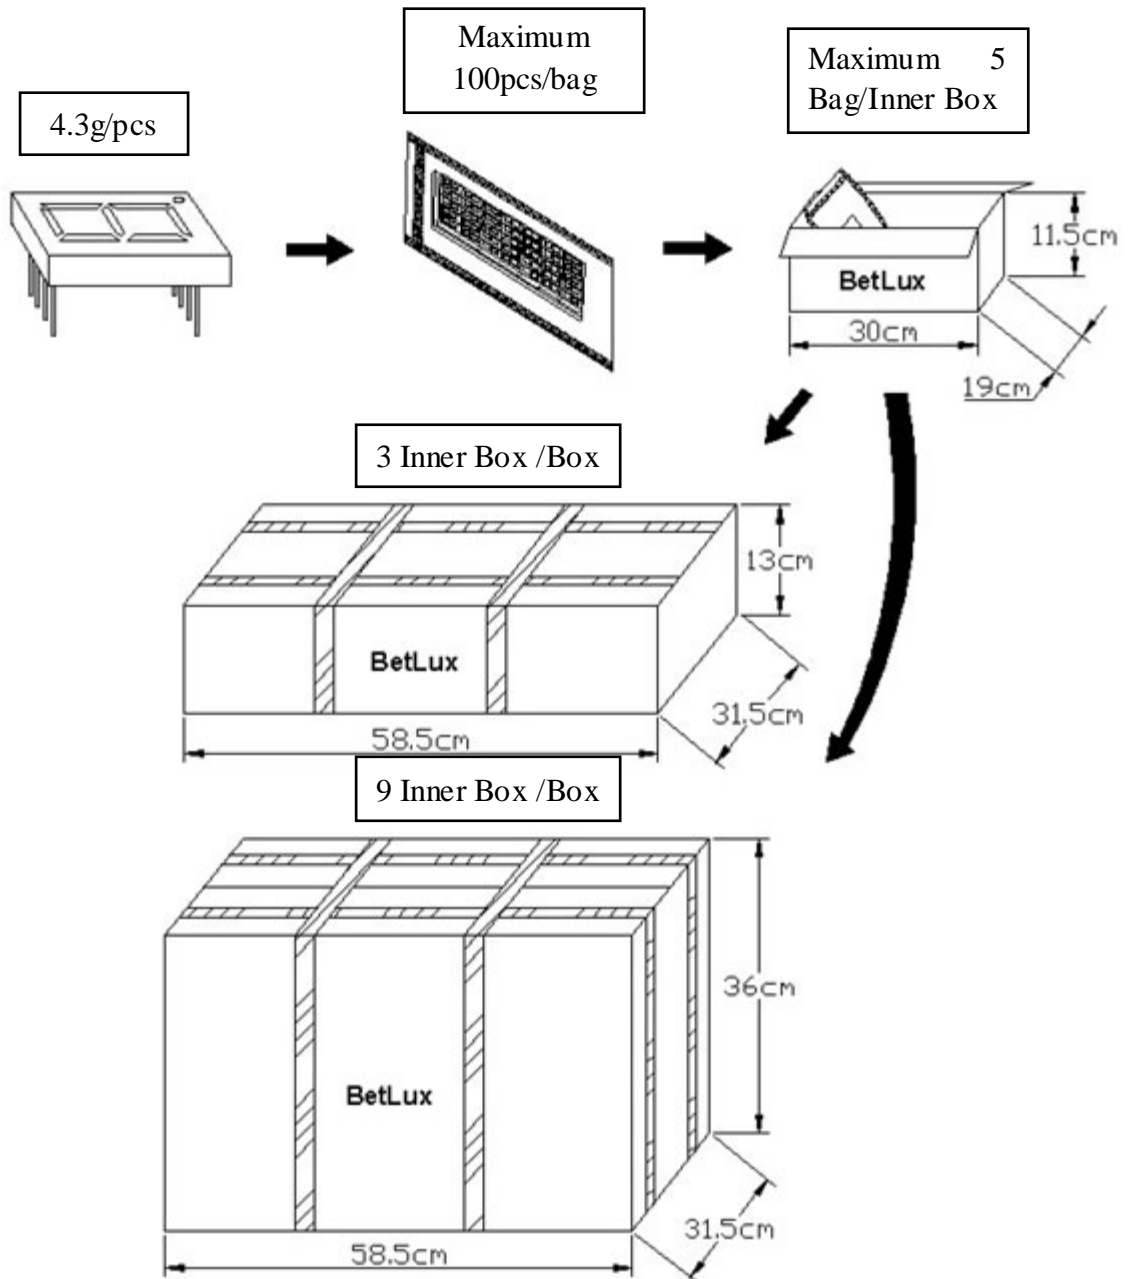 4.3g/pcs
Maximum
100pcs/bag
Maximum 5
Bag/Inner Box
11.5cm
BetLux
30cm
19cm
3 Inner Box /Box
13cm
BetLux
31.5cm
58.5cm
9 Inner Box /Box
36cm
BetLux
31.5cm
58.5cm